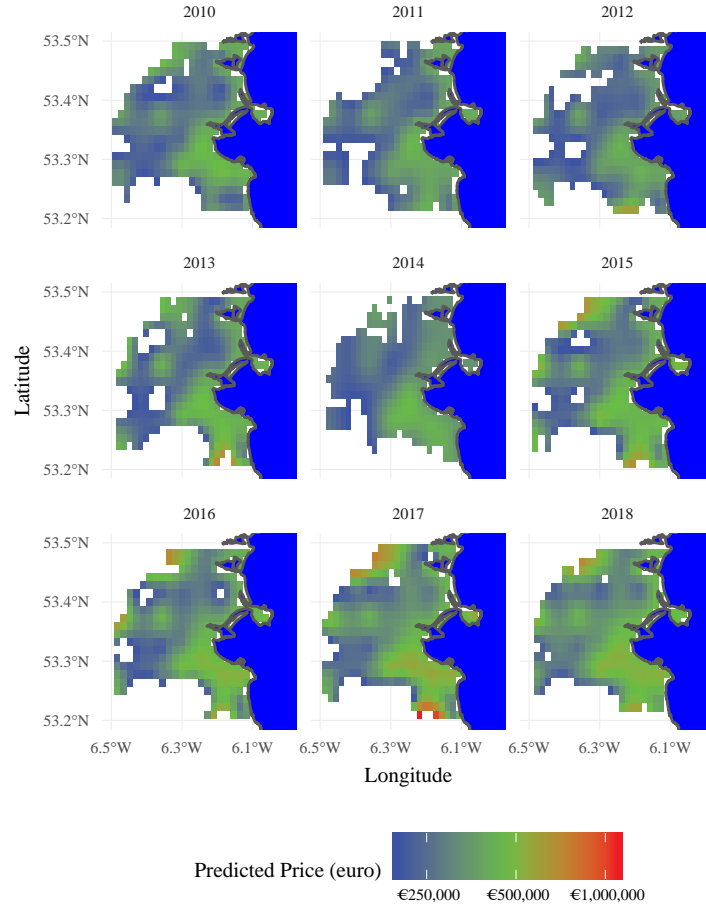 2010 2011 2012
53.5°N
53.4°N
53.3°N
53.2°N
2013 2014 2015
53.5°N
53.4°N
53.3°N
53.2°N
Latitude
2016 2017 2018
53.5°N
53.4°N
53.3°N
53.2°N
6.5°W 6.3°W 6.1°W 6.5°W 6.3°W 6.1°W 6.5°W 6.3°W 6.1°W
Longitude
Predicted Price (euro)
€250,000 €500,000 €1,000,000